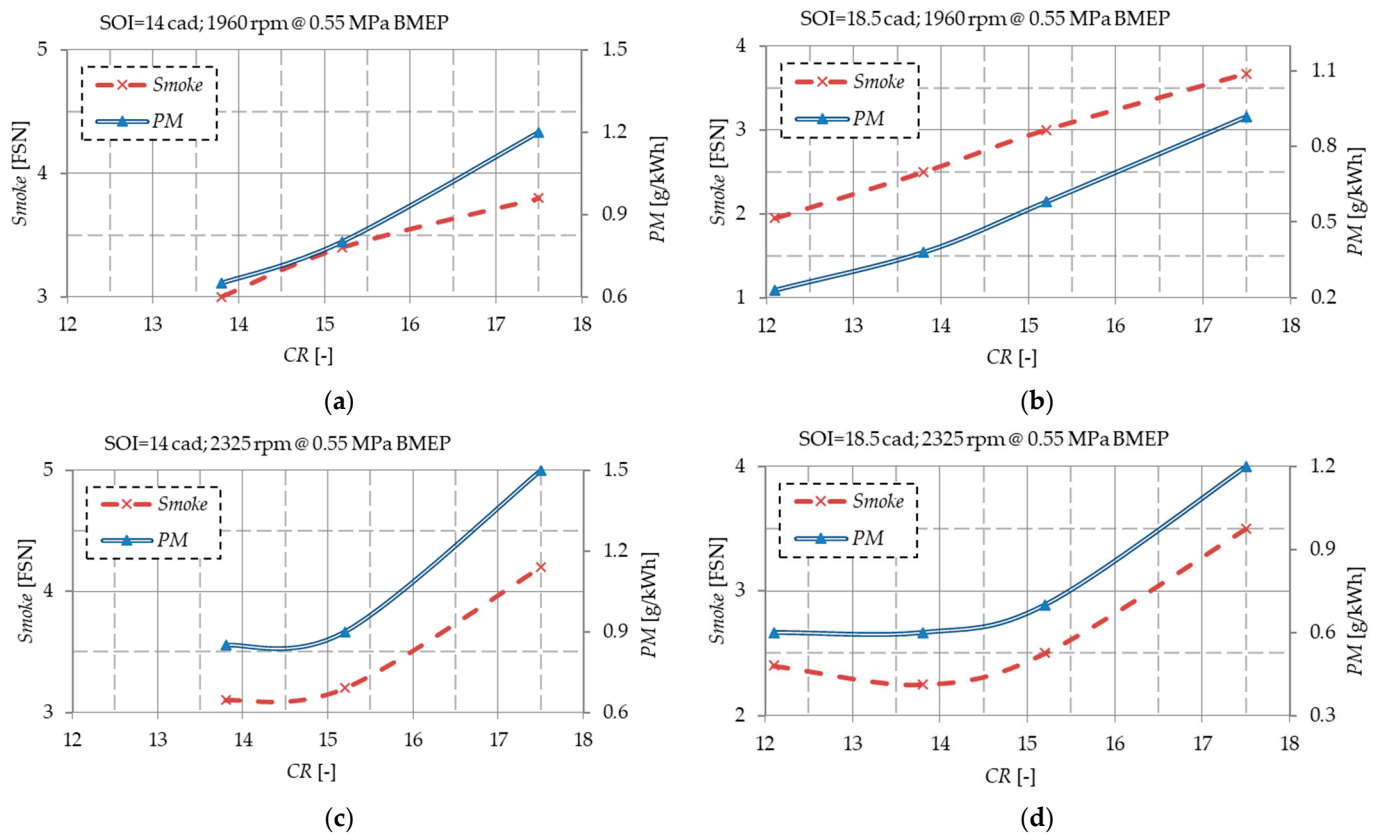 SOI=14 cad; 1960 rpm @ 0.55 MPa BMEP
Smoke
PM
5
4
3
Smoke [FSN]
1.5
1.2
0.9
0.6
PM [g/kWh]
12 13 14 15 16 17 18
CR [-]
(a)
SOI=18.5 cad; 1960 rpm @ 0.55 MPa BMEP
Smoke
PM
4
3
2
1
Smoke [FSN]
1.1
0.8
0.5
0.2
PM [g/kWh]
12 13 14 15 16 17 18
CR [-]
(b)
SOI=14 cad; 2325 rpm @ 0.55 MPa BMEP
Smoke
PM
5
4
3
Smoke [FSN]
1.5
1.2
0.9
0.6
PM [g/kWh]
12 13 14 15 16 17 18
CR [-]
(c)
SOI=18.5 cad; 2325 rpm @ 0.55 MPa BMEP
Smoke
PM
4
3
2
Smoke [FSN]
1.2
0.9
0.6
0.3
PM [g/kWh]
12 13 14 15 16 17 18
CR [-]
(d)